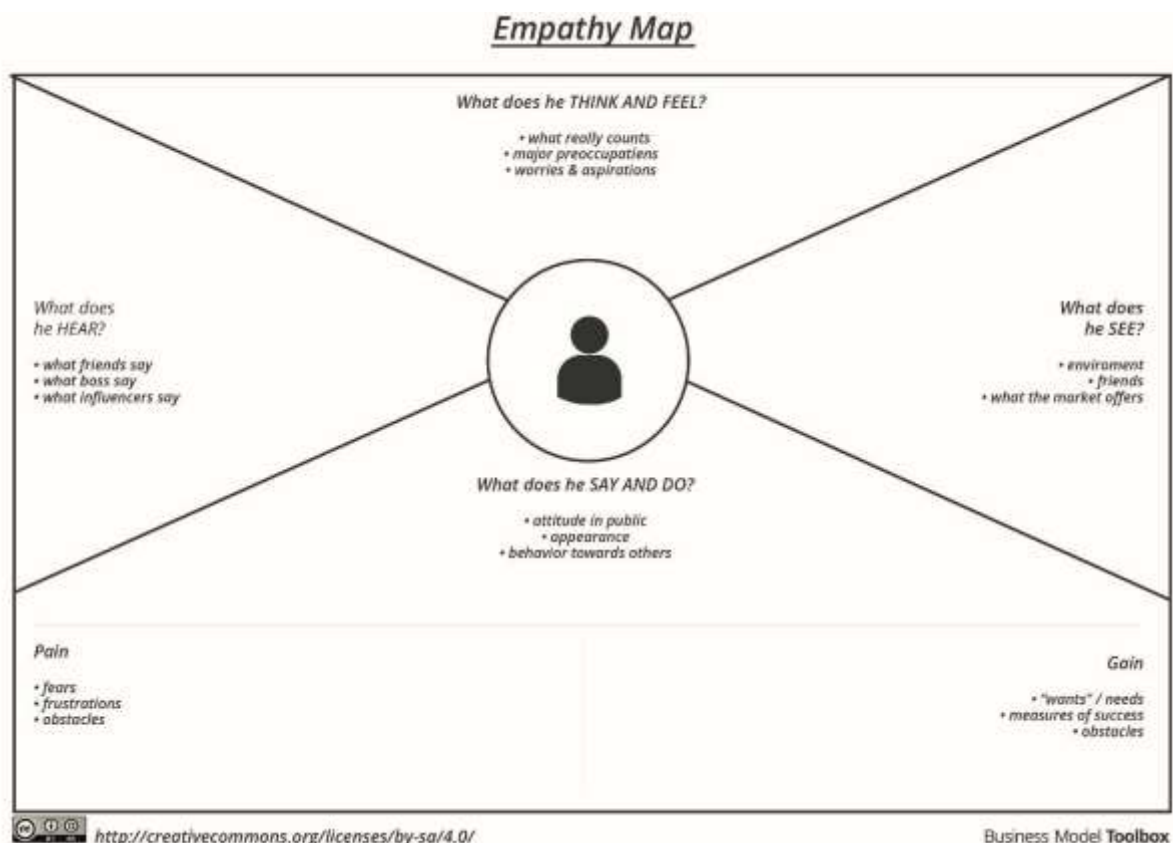 Empathy Map
What does he THINK AND FEEL?
• what really counts
• major preoccupatiens
• worries & aspirations
What does
he HEAR?
• what friends say
• what boss say
• what influencers say
What does
he SEE?
• enviroment
• friends
• what the market offers
What does he SAY AND DO?
• attitude in public
• appearance
• behavior towards others
Pain
• fears
• frustrations
• obstacles
Gain
• "wants" / needs
• measures of success
• obstacles
cc
http://creativecommons.org/licenses/by-sa/4.0/
Business Model Toolbox